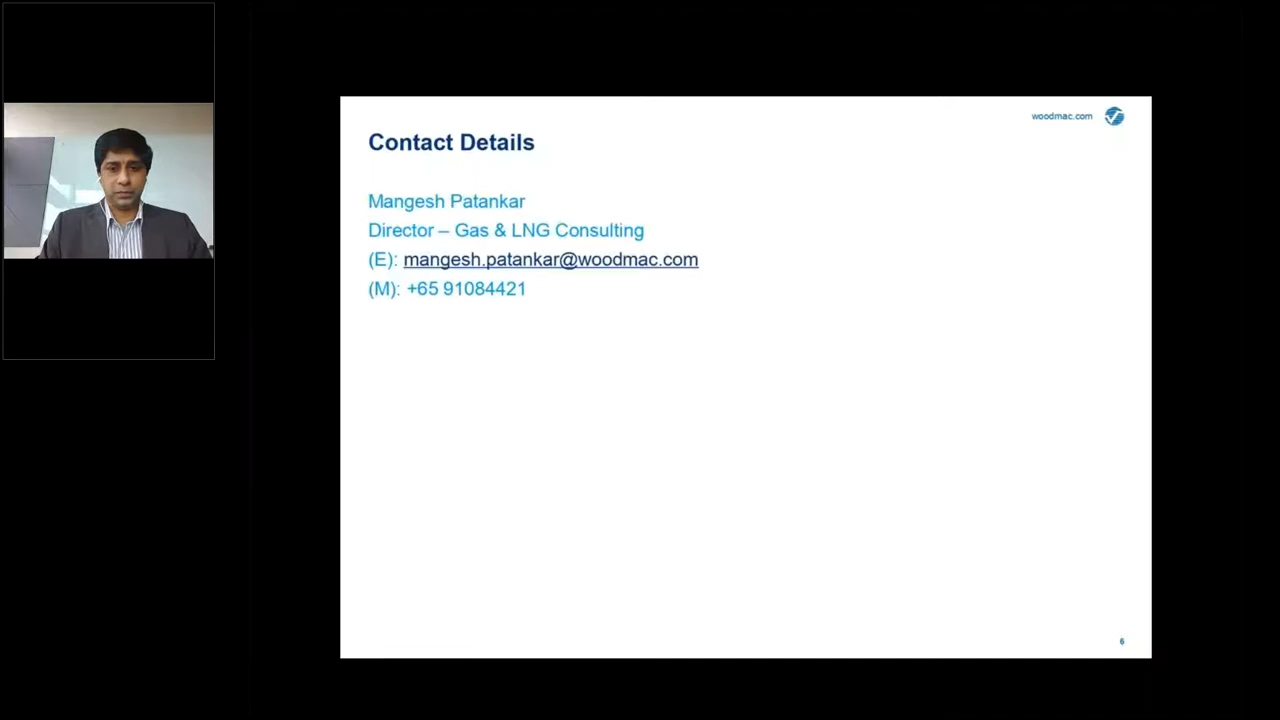 woodmac.com
Contact Details
Mangesh Patankar
Director – Gas & LNG Consulting
(E): mangesh.patankar@woodmac.com
(M): +65 91084421
6